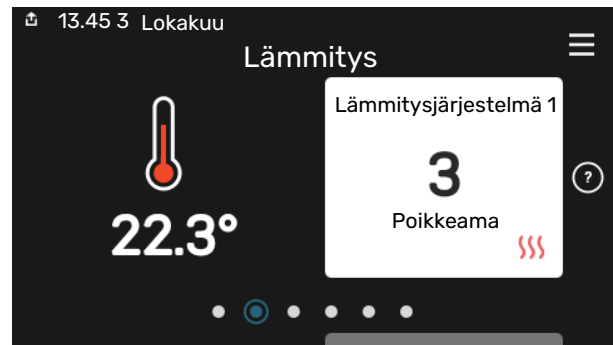 13.45 3 Lokakuu
Lämmitys
Lämmitysjärjestelmä 1
3
Poikkeama
22.3°
?